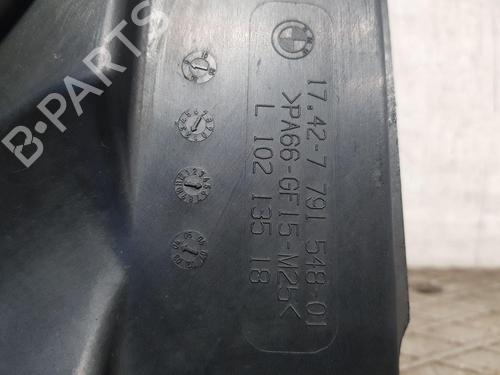 17.42-7 791 548-01
>PA66-GF15-M25<
L 102 135 18
B-PARTS